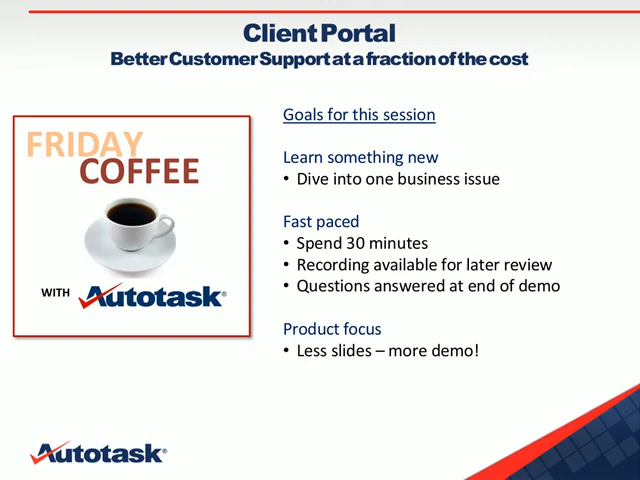 Client Portal
Better Customer Support at a fraction of the cost
FRIDAY
COFFEE
WITH Autotask®
Goals for this session
Learn something new
• Dive into one business issue
Fast paced
• Spend 30 minutes
• Recording available for later review
• Questions answered at end of demo
Product focus
• Less slides – more demo!
Autotask®